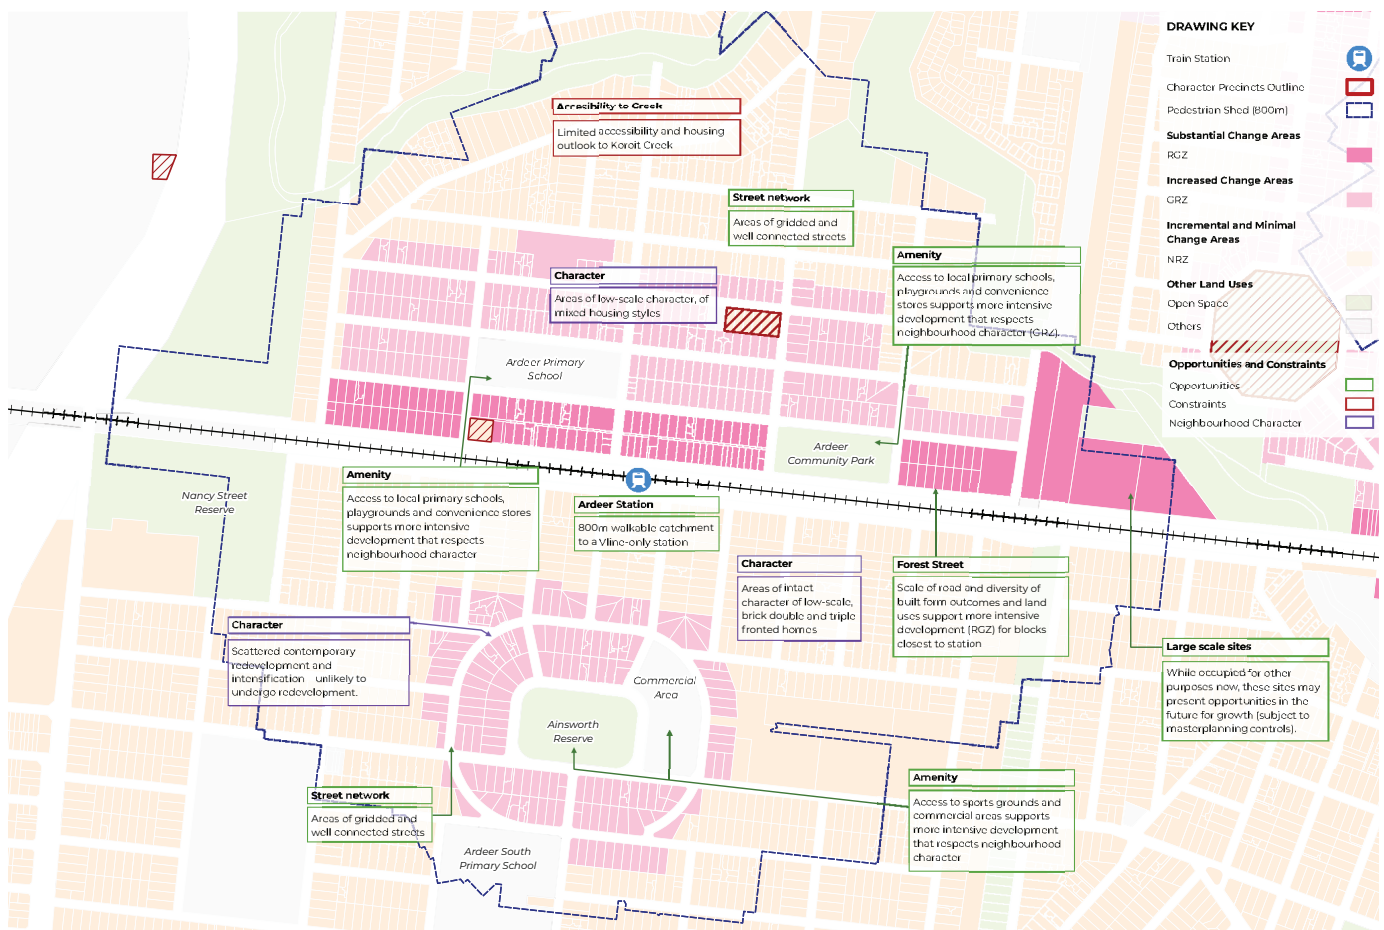 DRAWING KEY
Train Station
Character Precincts Outline
Pedestrian Shed (800m)
Substantial Change Areas
RGZ
Increased Change Areas
GRZ
Incremental and Minimal
Change Areas
NRZ
Other Land Uses
Open Space
Others
Opportunities and Constraints
Opportunities
Constraints
Neighbourhood Character
Accesibility to Creek
Limited accessibility and housing
outlook to Koroit Creek
Street network
Areas of gridded and
well connected streets
Amenity
Access to local primary schools,
playgrounds and convenience
stores supports more intensive
development that respects
neighbourhood character (GRZ).
Character
Areas of low-scale character, of
mixed housing styles
Ardeer Primary
School
Ardeer
Community Park
Nancy Street
Reserve
Amenity
Access to local primary schools,
playgrounds and convenience stores
supports more intensive
development that respects
neighbourhood character
Ardeer Station
800m walkable catchment
to a Vline-only station
Character
Areas of intact
character of low-scale,
brick double and triple
fronted homes
Forest Street
Scale of road and diversity of
built form outcomes and land
uses support more intensive
development (RGZ) for blocks
closest to station
Character
Scattered contemporary
redevelopment and
intensification unlikely to
undergo redevelopment.
Large scale sites
While occupied for other
purposes now, these sites may
present opportunities in the
future for growth (subject to
masterplanning controls).
Commercial
Area
Ainsworth
Reserve
Street network
Areas of gridded and
well connected streets
Amenity
Access to sports grounds and
commercial areas supports
more intensive development
that respects neighbourhood
character
Ardeer South
Primary School